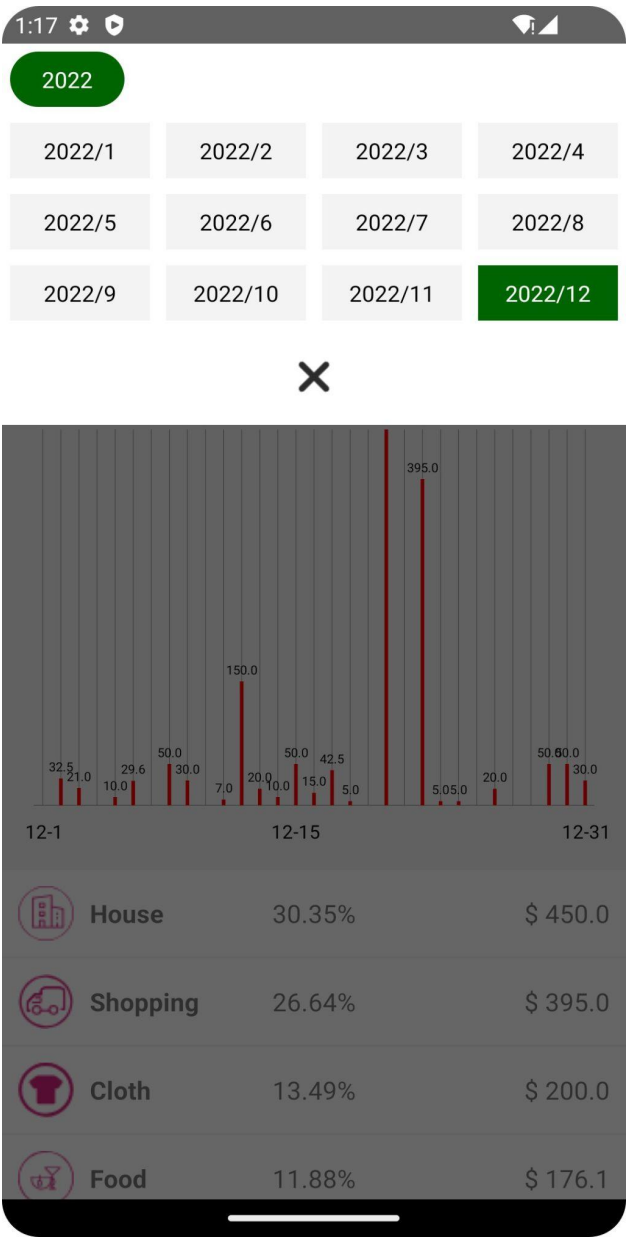 1:17
2022
2022/1 2022/2 2022/3 2022/4
2022/5 2022/6 2022/7 2022/8
2022/9 2022/10 2022/11 2022/12
395.0
150.0
32.5 21.0 10.0 29.6 50.0 30.0 7.0 20.0 10.0 50.0 15.0 42.5 5.0 5.0 5.0 20.0 50.0 50.0 30.0
12-1 12-15 12-31
House 30.35% $ 450.0
Shopping 26.64% $ 395.0
Cloth 13.49% $ 200.0
Food 11.88% $ 176.1